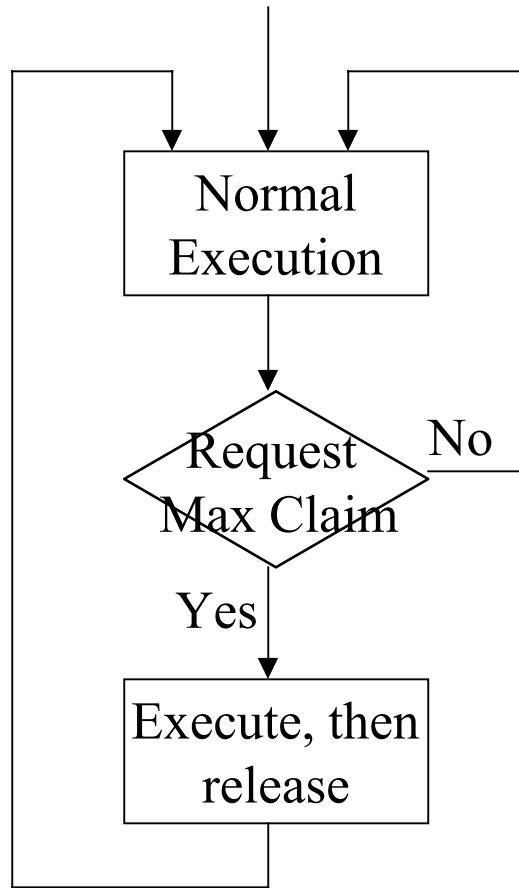 Normal
Execution
Request
Max Claim
No
Yes
Execute, then
release